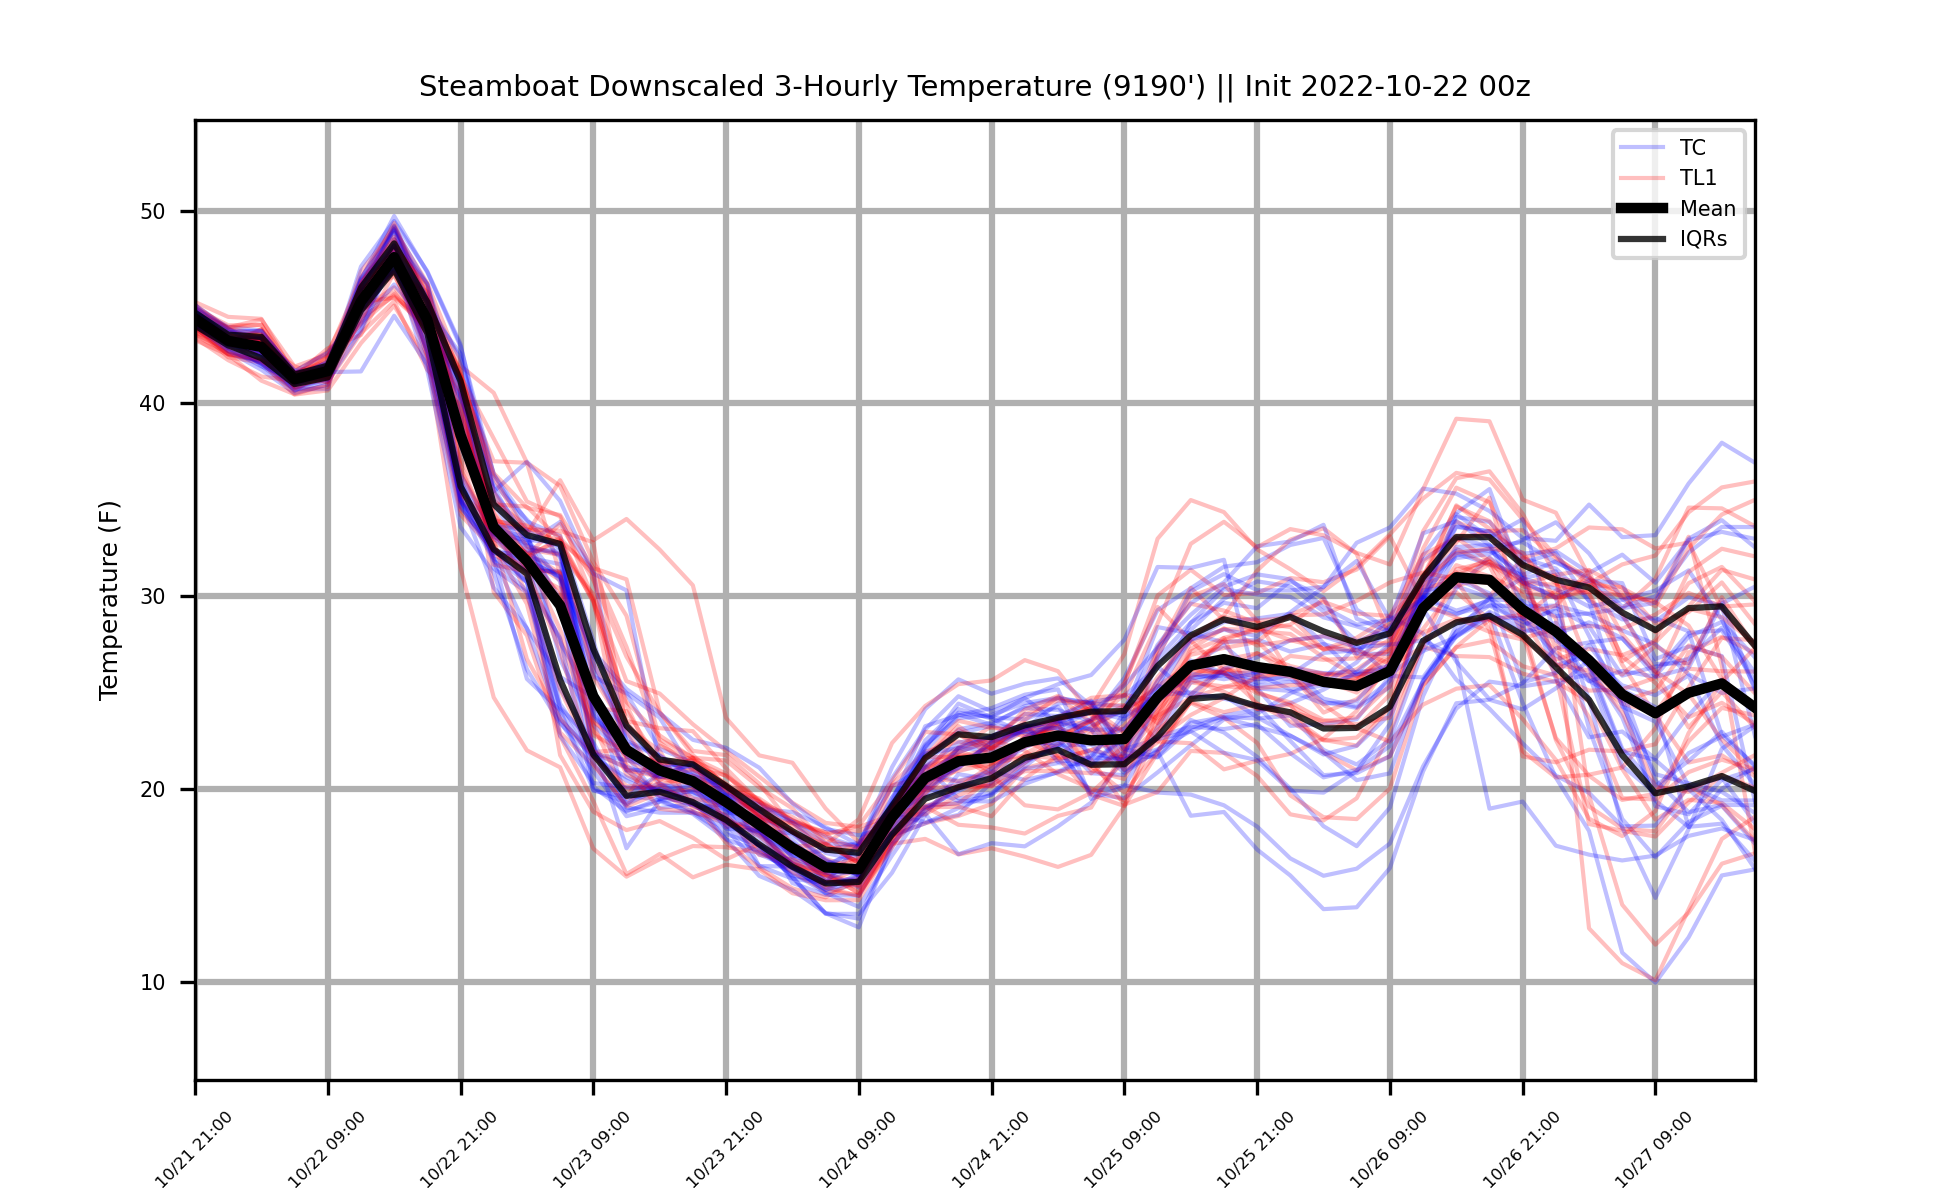 Steamboat Downscaled 3-Hourly Temperature (9190') || Init 2022-10-22 00z
TC
TL1
Mean
IQRs
Temperature (F)
50
40
30
20
10
10/21 21:00
10/22 09:00
10/22 21:00
10/23 09:00
10/23 21:00
10/24 09:00
10/24 21:00
10/25 09:00
10/25 21:00
10/26 09:00
10/26 21:00
10/27 09:00